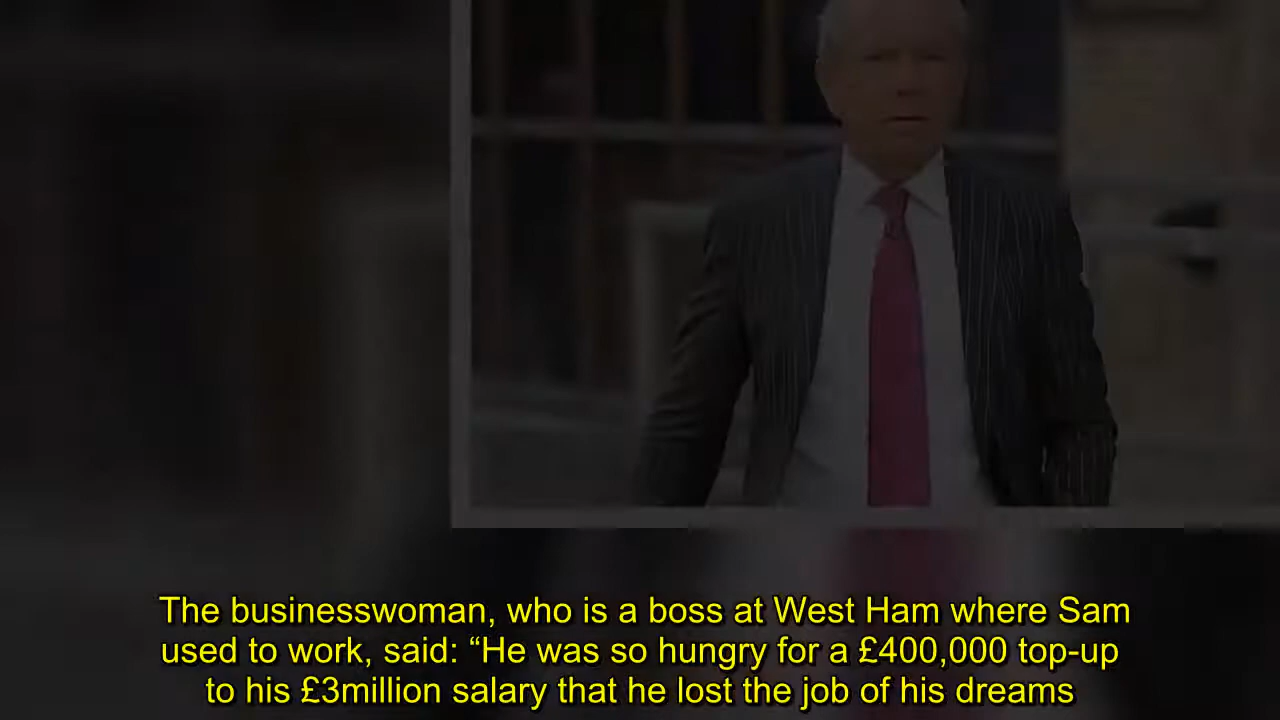 The businesswoman, who is a boss at West Ham where Sam
used to work, said: “He was so hungry for a £400,000 top-up
to his £3million salary that he lost the job of his dreams